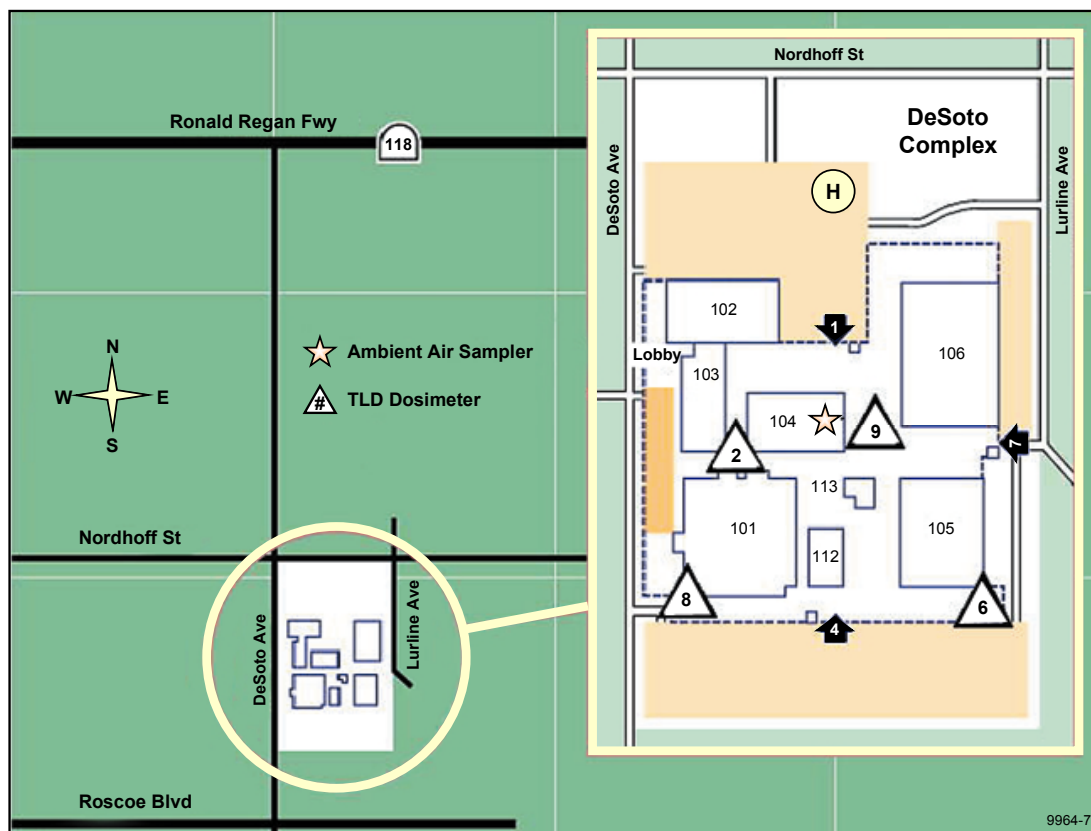 Ronald Regan Fwy
118
N
W
E
S
Ambient Air Sampler
#
TLD Dosimeter
Nordhoff St
DeSoto Ave
Lurline Ave
Roscoe Blvd
Nordhoff St
DeSoto
Complex
DeSoto Ave
Lurline Ave
H
102
1
Lobby
103
106
104
9
2
7
113
101
105
112
8
6
4
9964-7